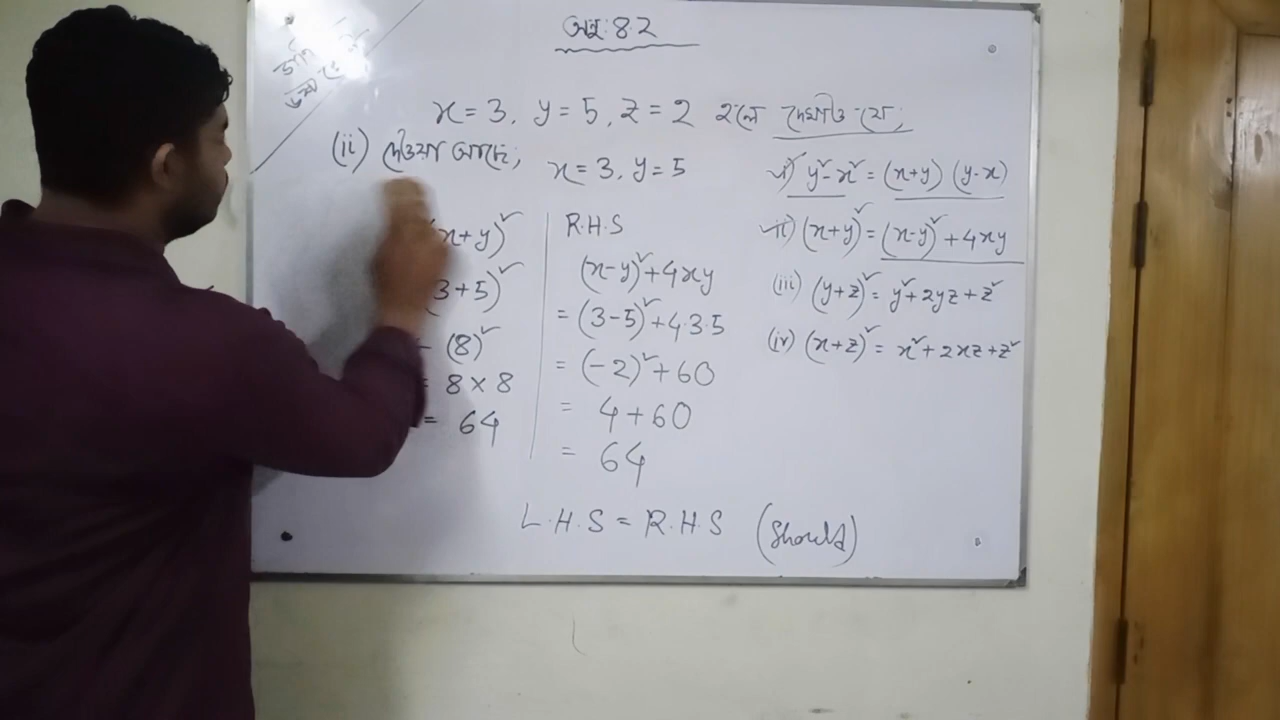 অনু: 8.2
x = 3, y = 5, z = 2 হলে দেখাও যে,
(ii) দেওয়া আছে, x = 3, y = 5
(x+y)²
(3+5)²
(8)²
= 8 × 8
= 64
R.H.S
(x-y)²+4xy
= (3-5)²+4·3·5
= (-2)²+60
= 4+60
= 64
L.H.S = R.H.S (Should)
i) y²-x² = (x+y) (y-x)
ii) (x+y)² = (x-y)²+4xy
(iii) (y+z)² = y²+2yz+z²
(iv) (x+z)² = x²+2xz+z²